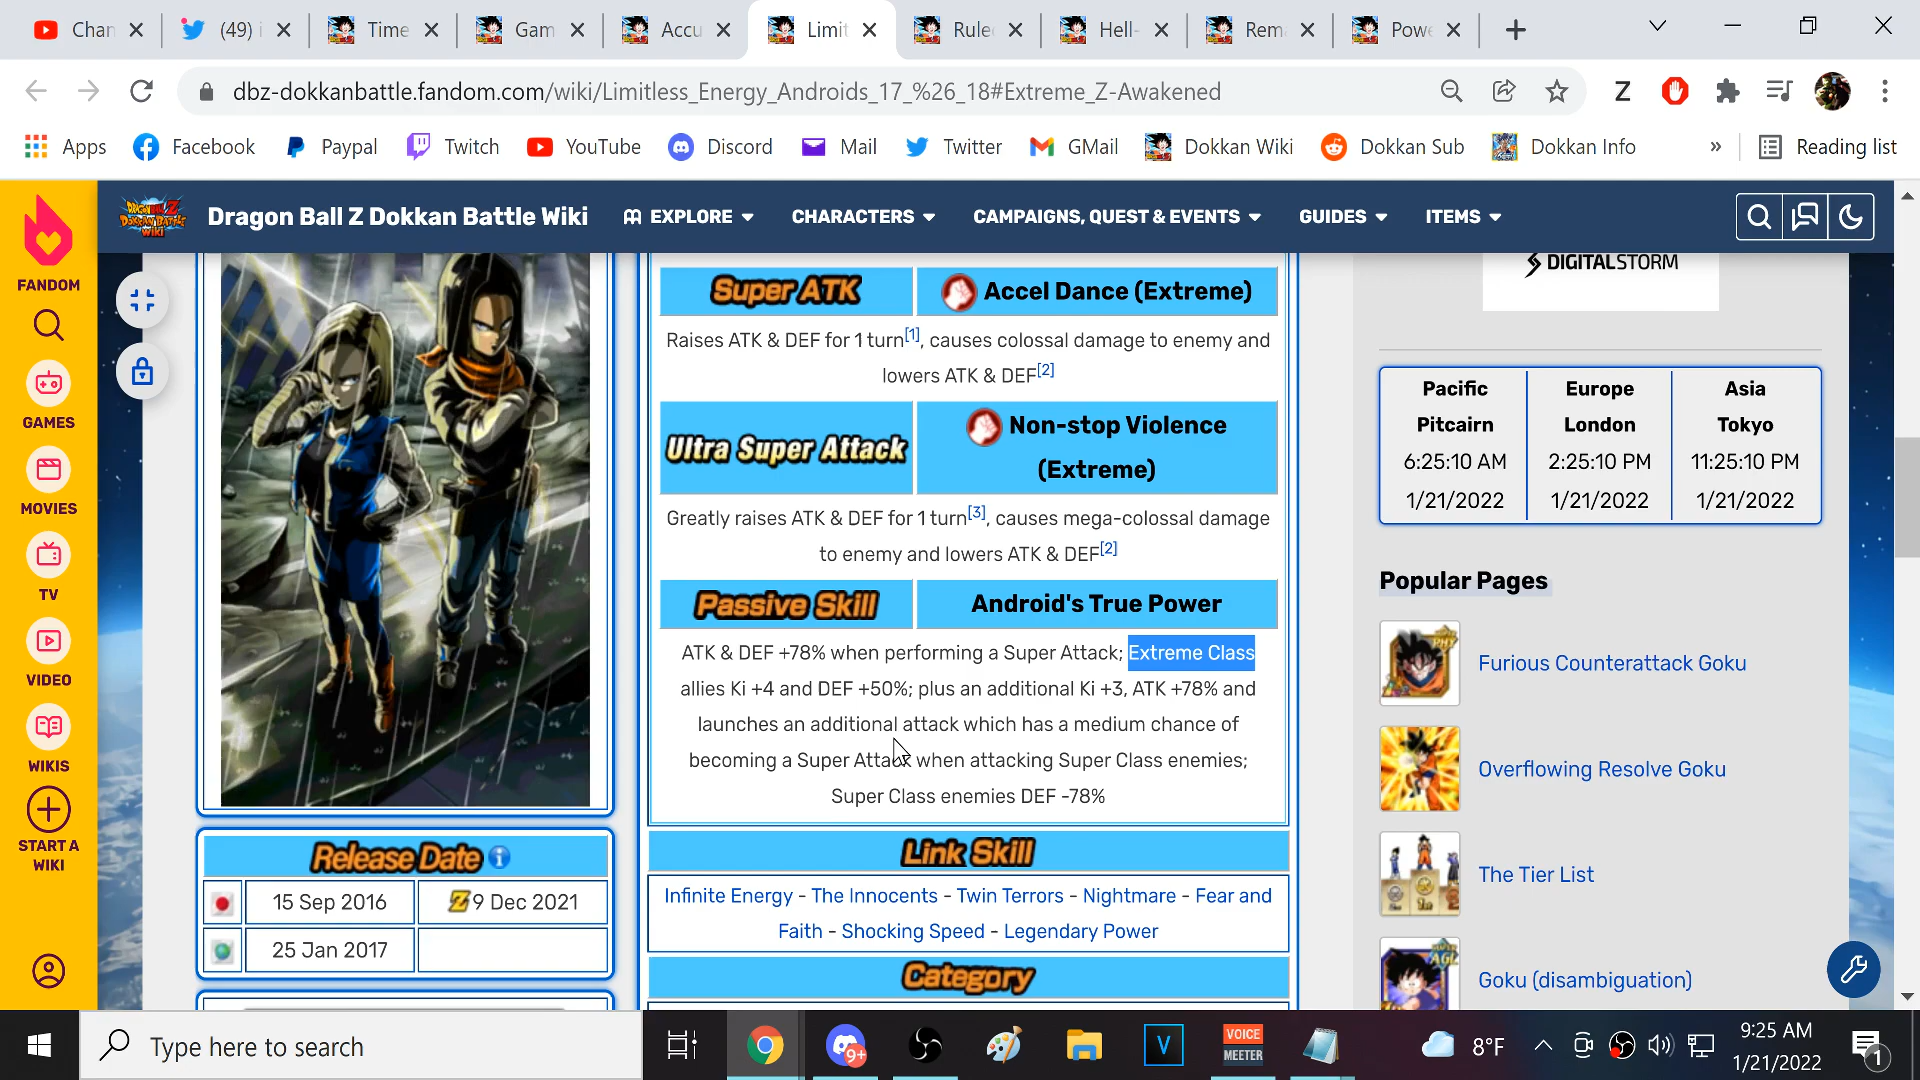 Chan
(49) i
Time
Gam
Accu
Limit
Rule
Hell-
Rem
Powe
dbz-dokkanbattle.fandom.com/wiki/Limitless_Energy_Androids_17_%26_18#Extreme_Z-Awakened
Z
Apps
Facebook
Paypal
Twitch
YouTube
Discord
Mail
Twitter
GMail
Dokkan Wiki
Dokkan Sub
Dokkan Info
»
Reading list
Dragon Ball Z Dokkan Battle Wiki
EXPLORE
CHARACTERS
CAMPAIGNS, QUEST & EVENTS
GUIDES
ITEMS
FANDOM
GAMES
MOVIES
TV
VIDEO
WIKIS
START A
WIKI
Super ATK
Accel Dance (Extreme)
Raises ATK & DEF for 1 turn[1], causes colossal damage to enemy and
lowers ATK & DEF[2]
Ultra Super Attack
Non-stop Violence
(Extreme)
Greatly raises ATK & DEF for 1 turn[3], causes mega-colossal damage
to enemy and lowers ATK & DEF[2]
Passive Skill
Android's True Power
ATK & DEF +78% when performing a Super Attack; Extreme Class
allies Ki +4 and DEF +50%; plus an additional Ki +3, ATK +78% and
launches an additional attack which has a medium chance of
becoming a Super Attack when attacking Super Class enemies;
Super Class enemies DEF -78%
Link Skill
Infinite Energy - The Innocents - Twin Terrors - Nightmare - Fear and
Faith - Shocking Speed - Legendary Power
Category
Release Date
15 Sep 2016
Z 9 Dec 2021
25 Jan 2017
DIGITALSTORM
Pacific
Pitcairn
6:25:10 AM
1/21/2022
Europe
London
2:25:10 PM
1/21/2022
Asia
Tokyo
11:25:10 PM
1/21/2022
Popular Pages
Furious Counterattack Goku
Overflowing Resolve Goku
The Tier List
Goku (disambiguation)
Type here to search
9+
V
VOICE
MEETER
8°F
9:25 AM
1/21/2022
1